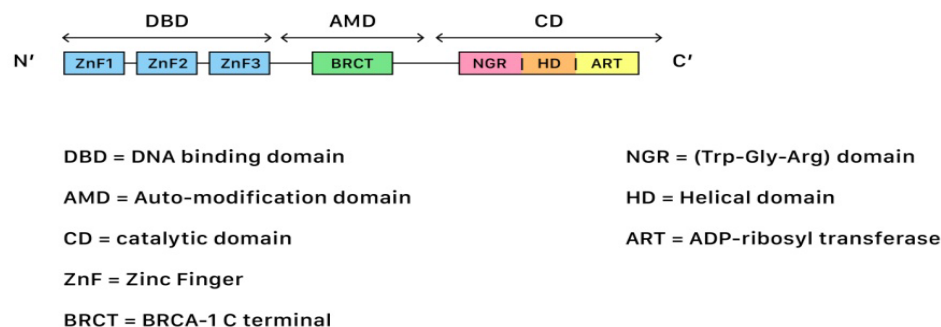 DBD AMD CD
N' ZnF1 ZnF2 ZnF3 BRCT NGR | HD | ART C'
DBD = DNA binding domain
AMD = Auto-modification domain
CD = catalytic domain
ZnF = Zinc Finger
BRCT = BRCA-1 C terminal
NGR = (Trp-Gly-Arg) domain
HD = Helical domain
ART = ADP-ribosyl transferase